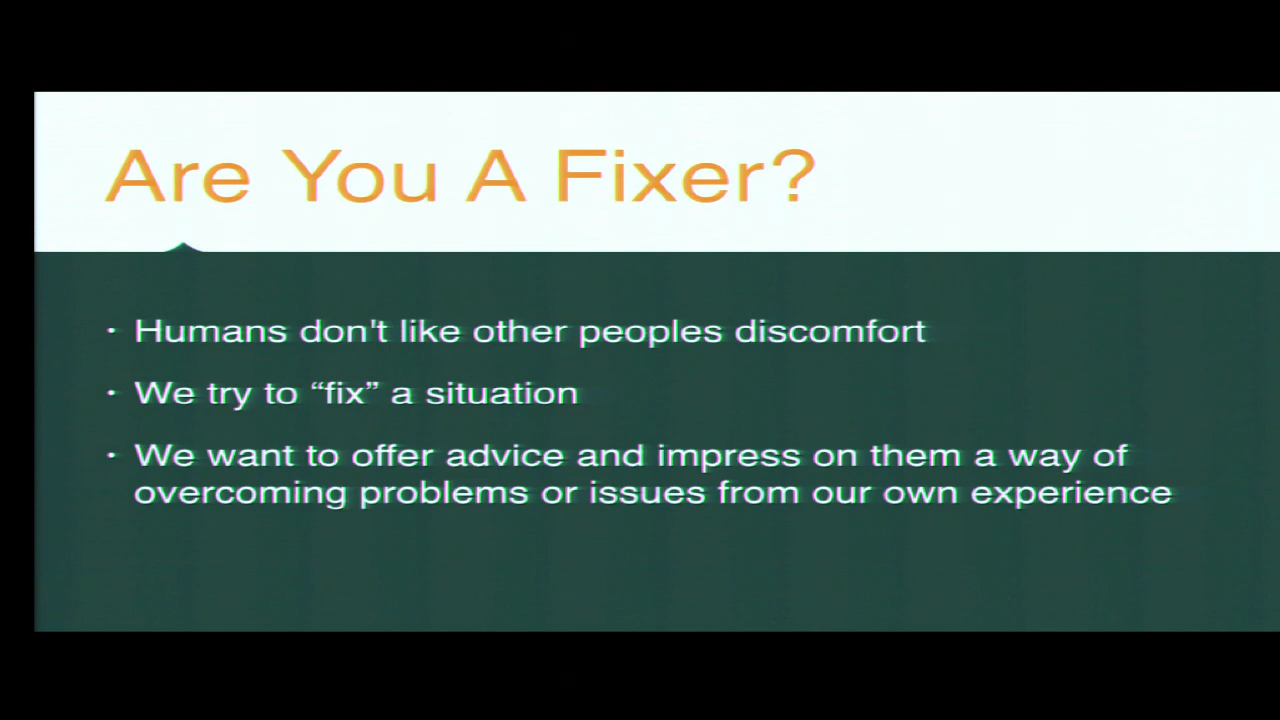 Are You A Fixer?
· Humans don't like other peoples discomfort
· We try to “fix” a situation
· We want to offer advice and impress on them a way of
overcoming problems or issues from our own experience